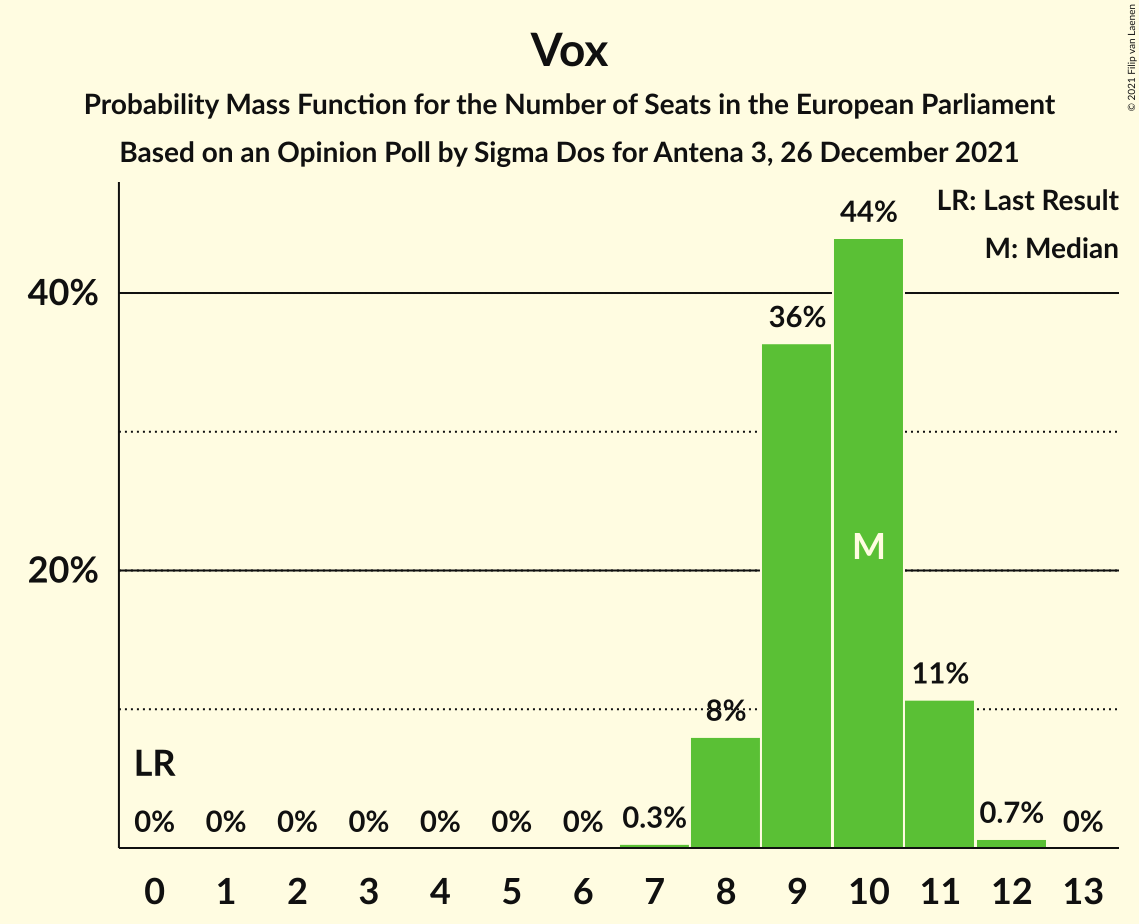 Vox
Probability Mass Function for the Number of Seats in the European Parliament
Based on an Opinion Poll by Sigma Dos for Antena 3, 26 December 2021
© 2021 Filip van Laenen
LR: Last Result
M: Median
40%
20%
LR
0% 0% 0% 0% 0% 0% 0% 0.3% 8% 36% 44% 11% 0.7% 0%
M
0 1 2 3 4 5 6 7 8 9 10 11 12 13